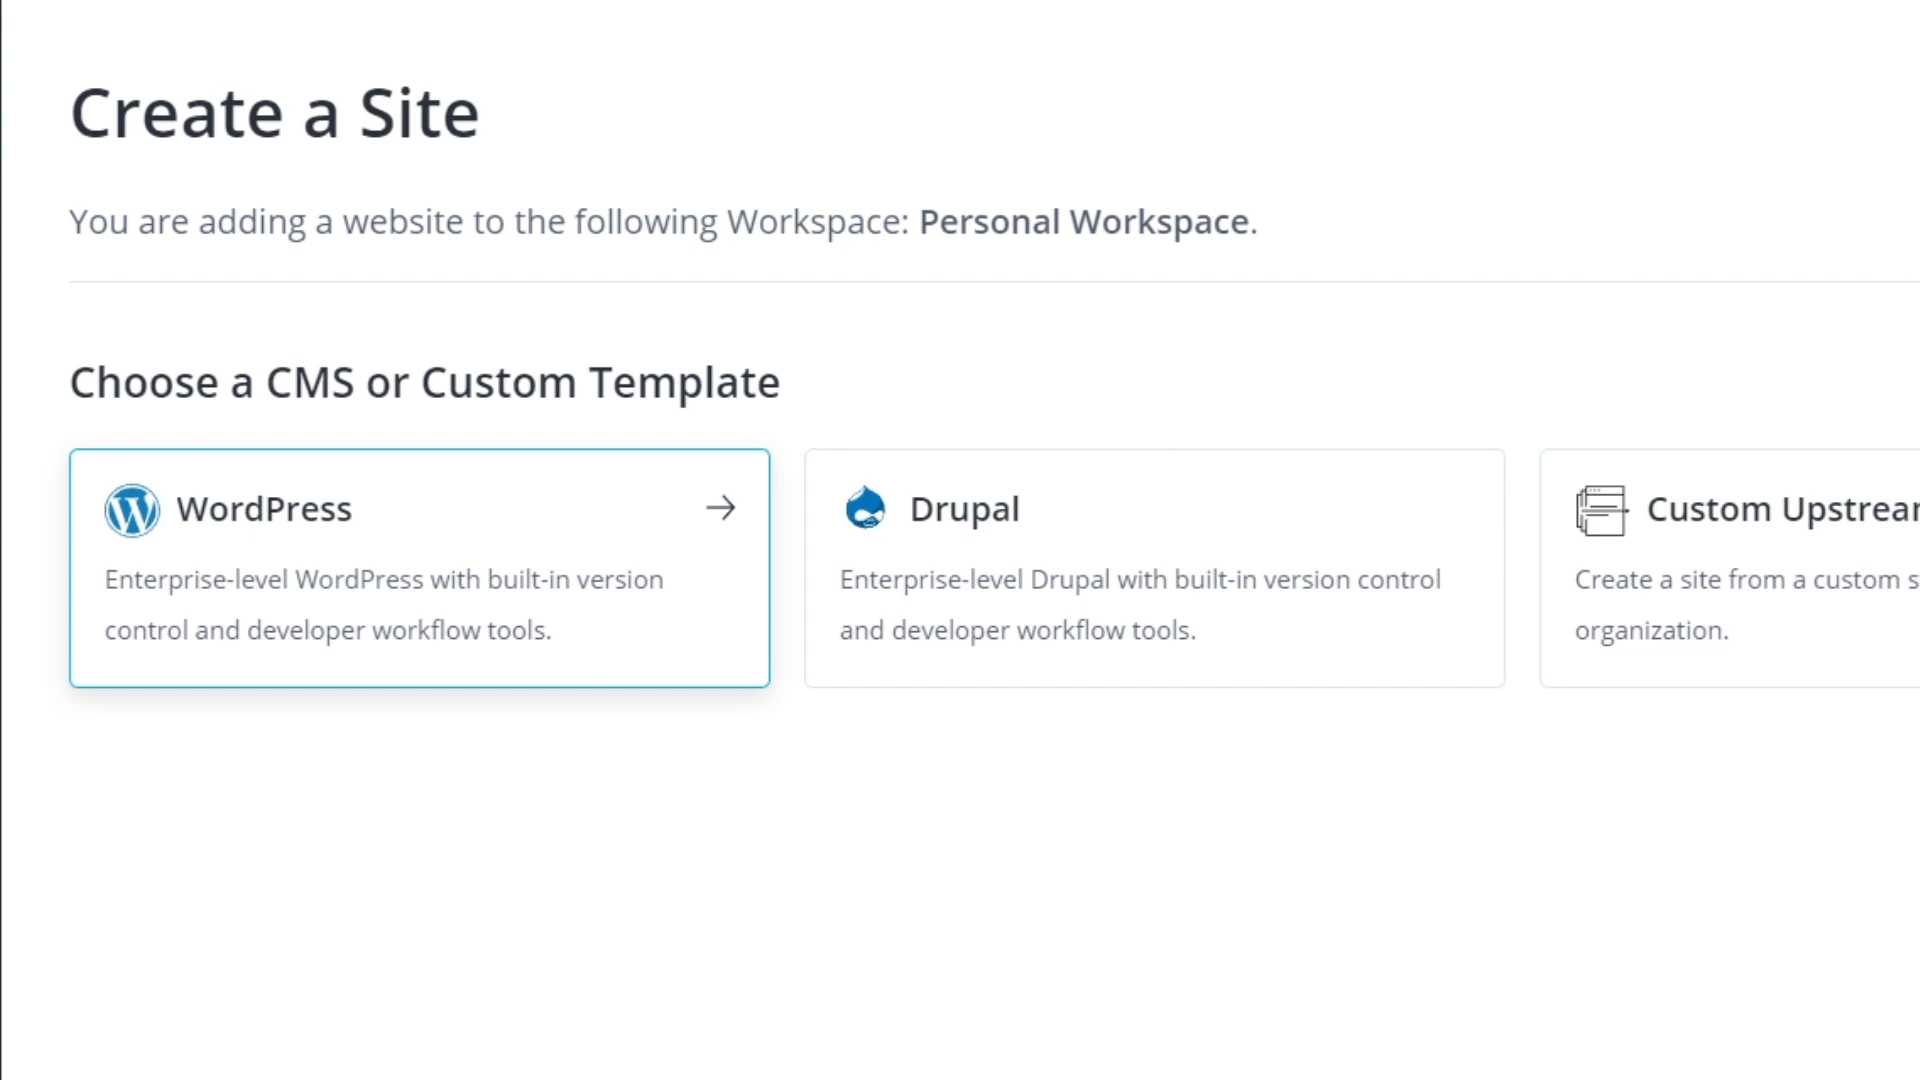 Create a Site
You are adding a website to the following Workspace: Personal Workspace.
Choose a CMS or Custom Template
WordPress
Enterprise-level WordPress with built-in version
control and developer workflow tools.
Drupal
Enterprise-level Drupal with built-in version control
and developer workflow tools.
Custom
Create a site from a custom
organization.